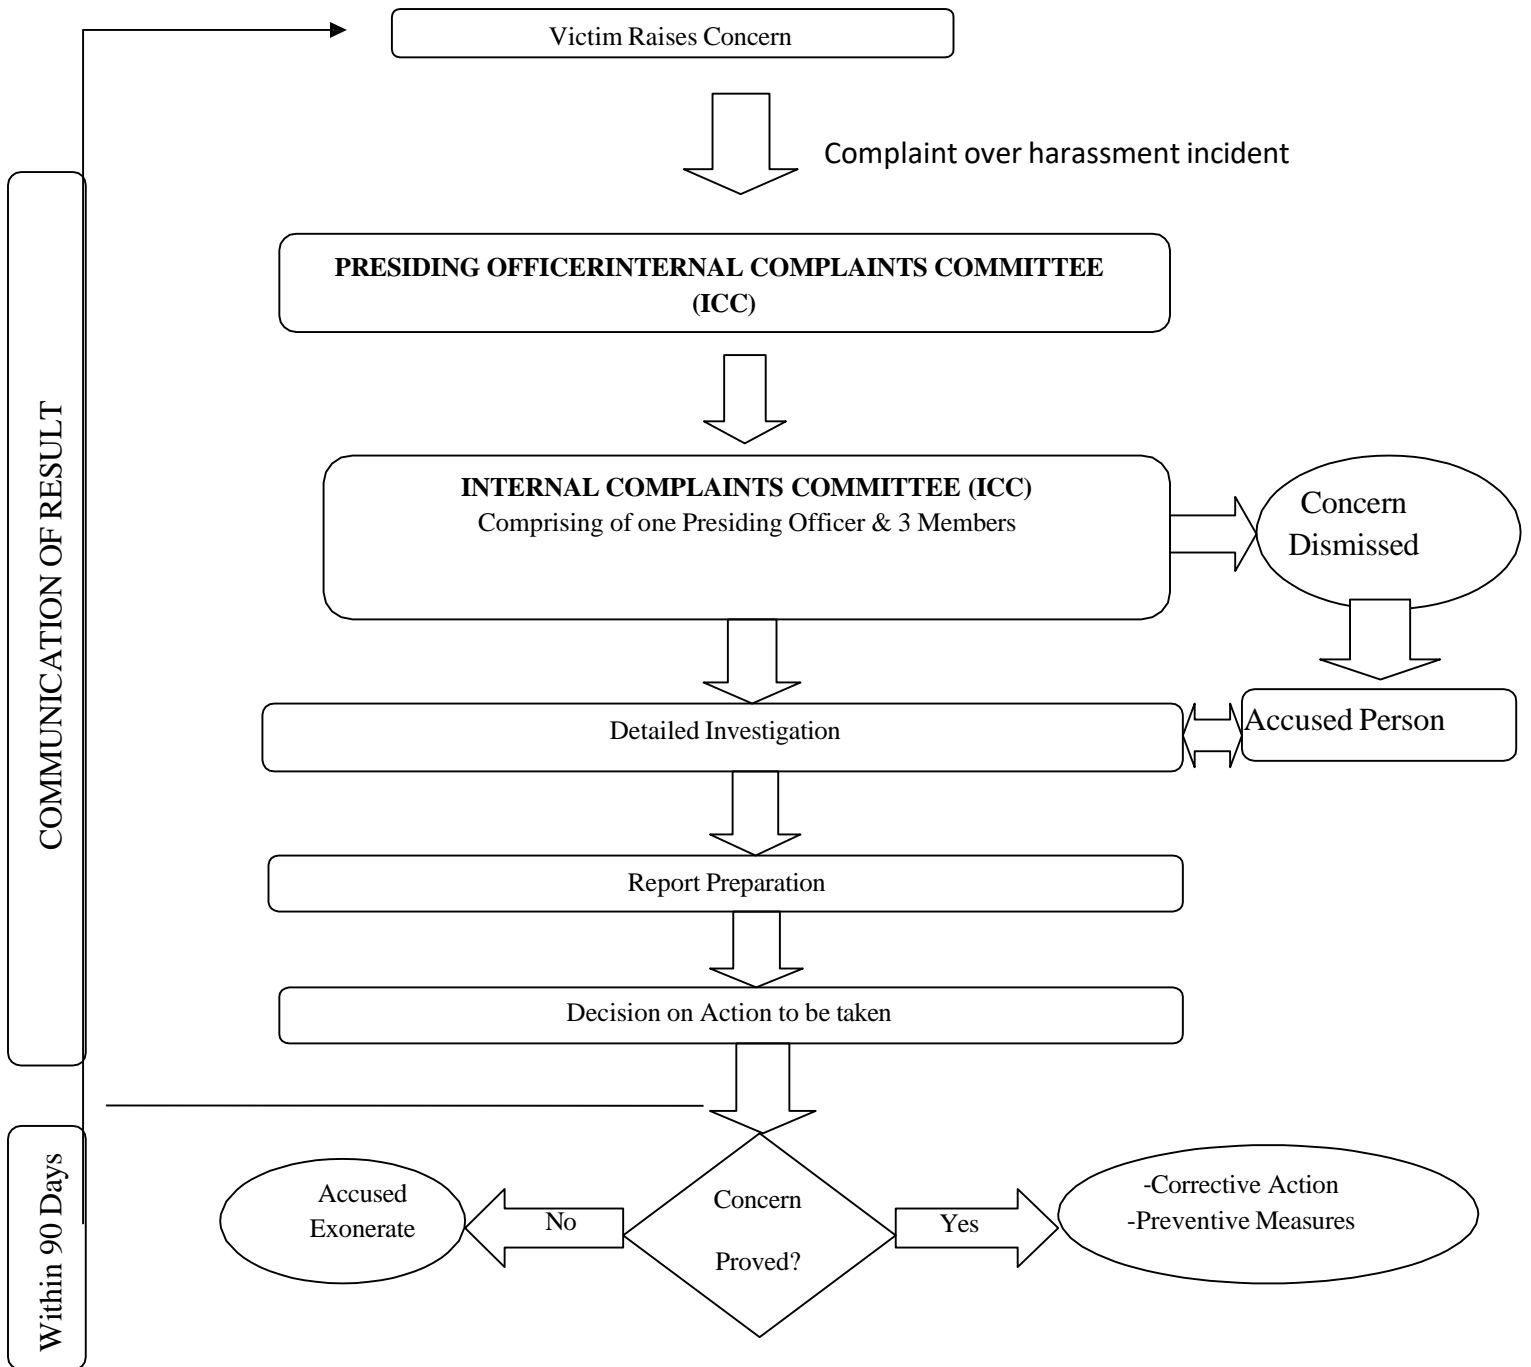 Victim Raises Concern
Complaint over harassment incident
PRESIDING OFFICERINTERNAL COMPLAINTS COMMITTEE
(ICC)
INTERNAL COMPLAINTS COMMITTEE (ICC)
Comprising of one Presiding Officer & 3 Members
Concern
Dismissed
Detailed Investigation
Accused Person
Report Preparation
Decision on Action to be taken
Concern
Proved?
No
Accused
Exonerate
Yes
-Corrective Action
-Preventive Measures
COMMUNICATION OF RESULT
Within 90 Days